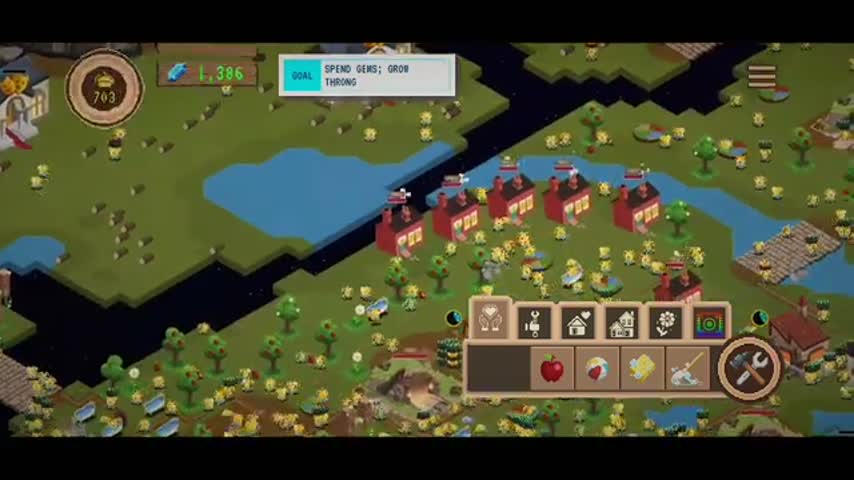 703
1,386
GOAL
SPEND GEMS; GROW
THRONG